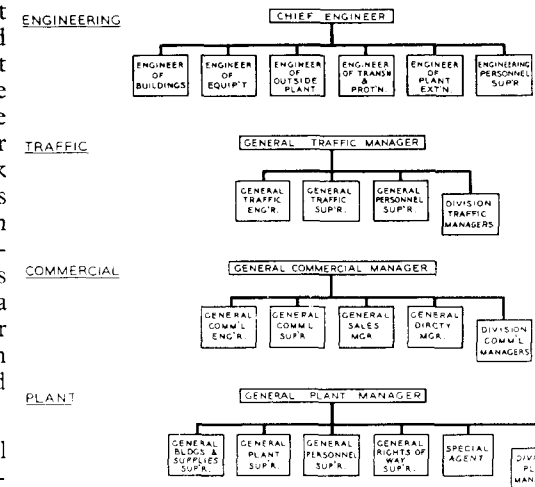 ENGINEERING
CHIEF ENGINEER
ENGINEER
OF
BUILDINGS
ENGINEER
OF
EQUIP'T
ENGINEER
OF
OUTSIDE
PLANT
ENGINEER
OF TRANS'N
&
PROT'N.
ENGINEER
OF
PLANT
EXT'N.
ENGINEERING
PERSONNEL
SUP'R
TRAFFIC
GENERAL TRAFFIC MANAGER
GENERAL
TRAFFIC
ENG'R.
GENERAL
TRAFFIC
SUP'R.
GENERAL
PERSONNEL
SUP'R.
DIVISION
TRAFFIC
MANAGERS
COMMERCIAL
GENERAL COMMERCIAL MANAGER
GENERAL
COMM'L
ENG'R.
GENERAL
COMM'L
SUP'R
GENERAL
SALES
MGR
GENERAL
DIRCTY
MGR.
DIVISION
COMM'L
MANAGERS
PLANT
GENERAL PLANT MANAGER
GENERAL
BLDGS &
SUPPLIES
SUP'R.
GENERAL
PLANT
SUP'R.
GENERAL
PERSONNEL
SUP'R.
GENERAL
RIGHTS OF
WAY
SUP'R.
SPECIAL
AGENT